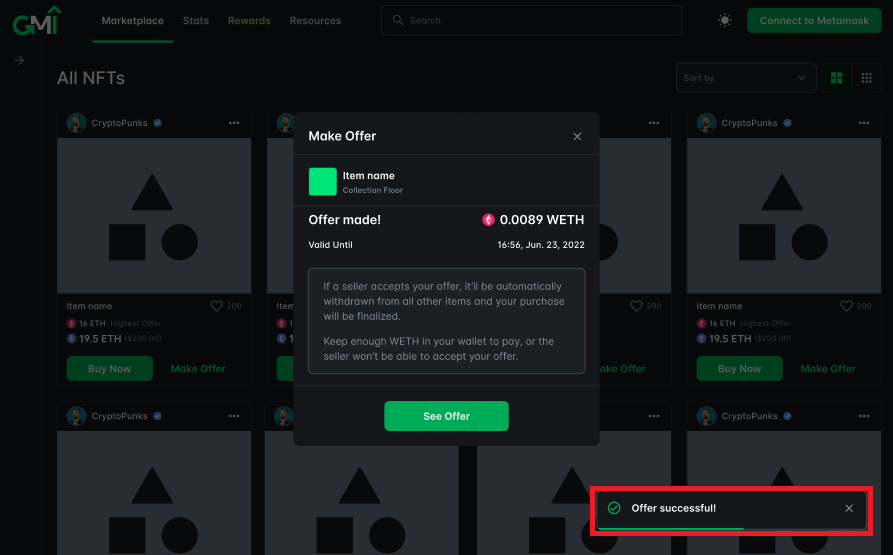 GMI
Marketplace Stats Rewards Resources Search Connect to Metamask
All NFTs
Sort by
CryptoPunks
CryptoPunks
CryptoPunks
Make Offer
Item name
Collection Floor
Offer made! 0.0089 WETH
Valid Until 16:56, Jun. 23, 2022
If a seller accepts your offer, it'll be automatically
withdrawn from all other items and your purchase
will be finalized.
Keep enough WETH in your wallet to pay, or the
seller won't be able to accept your offer.
See Offer
Item name 200
16 ETH Highest Offer
19.5 ETH ($200.00)
Buy Now Make Offer
200
Item name 200
16 ETH Highest Offer
19.5 ETH ($200.00)
Buy Now Make Offer
CryptoPunks
CryptoPunks
CryptoPunks
Offer successful!